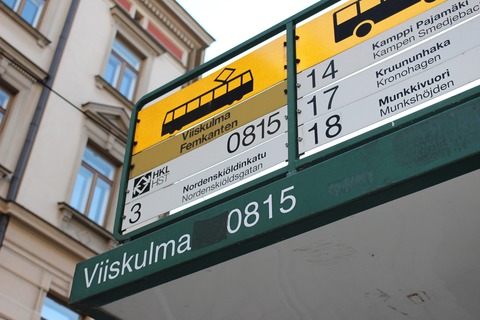 Viiskulma
Femkanten
0815
HKL
HST
3 Nordenskiöldinkatu
Nordenskiöldsgatan
Kamppi Pajamäki
14 Kampen Smedjebac
Kruununhaka
17 Kronohagen
Munkkivuori
18 Munkshöjden
Viiskulma 0815